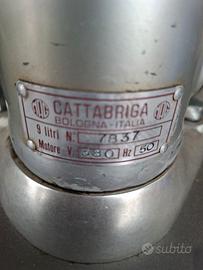 CATTABRIGA
BOLOGNA-ITALIA
9 litri N° 7837
Motore V 380 Hz 50
subito